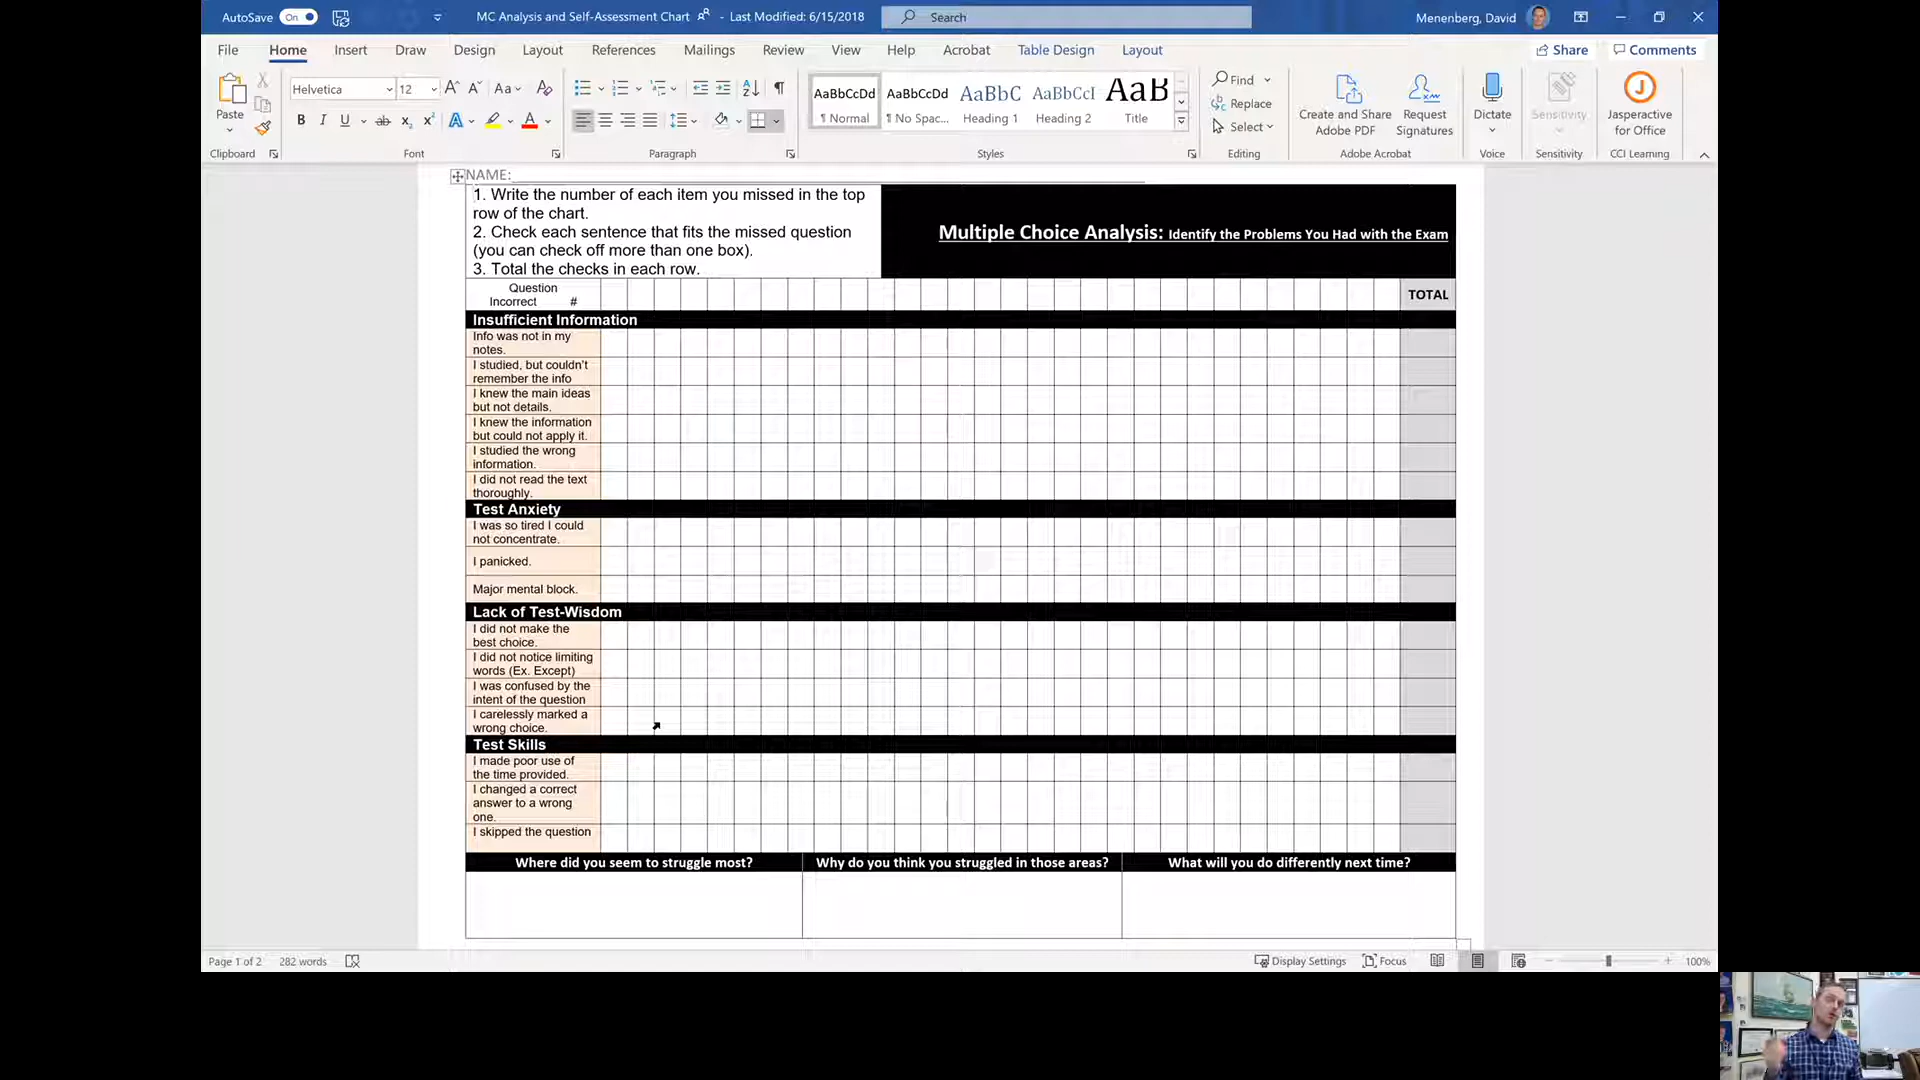 AutoSave On MC Analysis and Self-Assessment Chart - Last Modified: 6/15/2018 Search Menenberg, David
File Home Insert Draw Design Layout References Mailings Review View Help Acrobat Table Design Layout Share Comments
Paste
Clipboard
Helvetica 12
Font
Paragraph
AaBbCcDd AaBbCcDd AaBbC AaBbCcI AaB
¶ Normal ¶ No Spac... Heading 1 Heading 2 Title
Styles
Find
Replace
Select
Editing
Create and Share
Adobe PDF
Request
Signatures
Adobe Acrobat
Dictate
Voice
Sensitivity
Sensitivity
Jasperactive
for Office
CCI Learning
NAME:
1. Write the number of each item you missed in the top
row of the chart.
2. Check each sentence that fits the missed question
(you can check off more than one box).
3. Total the checks in each row.
Multiple Choice Analysis: Identify the Problems You Had with the Exam
Question
Incorrect #
TOTAL
Insufficient Information
Info was not in my
notes.
I studied, but couldn't
remember the info
I knew the main ideas
but not details.
I knew the information
but could not apply it.
I studied the wrong
information.
I did not read the text
thoroughly.
Test Anxiety
I was so tired I could
not concentrate.
I panicked.
Major mental block.
Lack of Test-Wisdom
I did not make the
best choice.
I did not notice limiting
words (Ex. Except)
I was confused by the
intent of the question
I carelessly marked a
wrong choice.
Test Skills
I made poor use of
the time provided.
I changed a correct
answer to a wrong
one.
I skipped the question
Where did you seem to struggle most? Why do you think you struggled in those areas? What will you do differently next time?
Page 1 of 2 282 words Display Settings Focus 100%